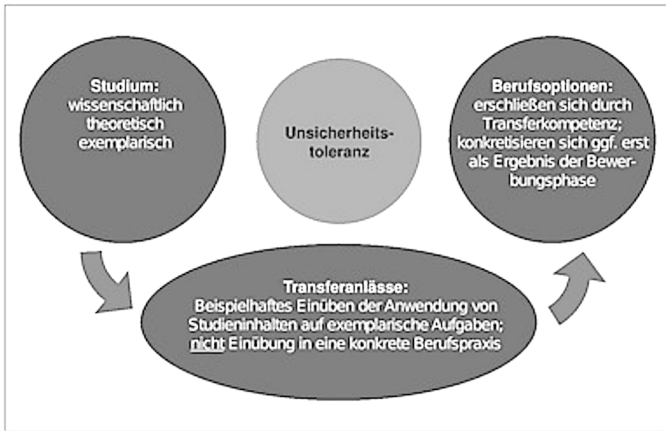 Studium:
wissenschaftlich
theoretisch
exemplarisch
Unsicherheits-
toleranz
Berufsoptionen:
erschließen sich durch
Transferkompetenz;
konkretisieren sich ggf. erst
als Ergebnis der Bewer-
bungsphase
Transferanlässe:
Beispielhaftes Einüben der Anwendung von
Studieninhalten auf exemplarische Aufgaben;
nicht Einübung in eine konkrete Berufspraxis